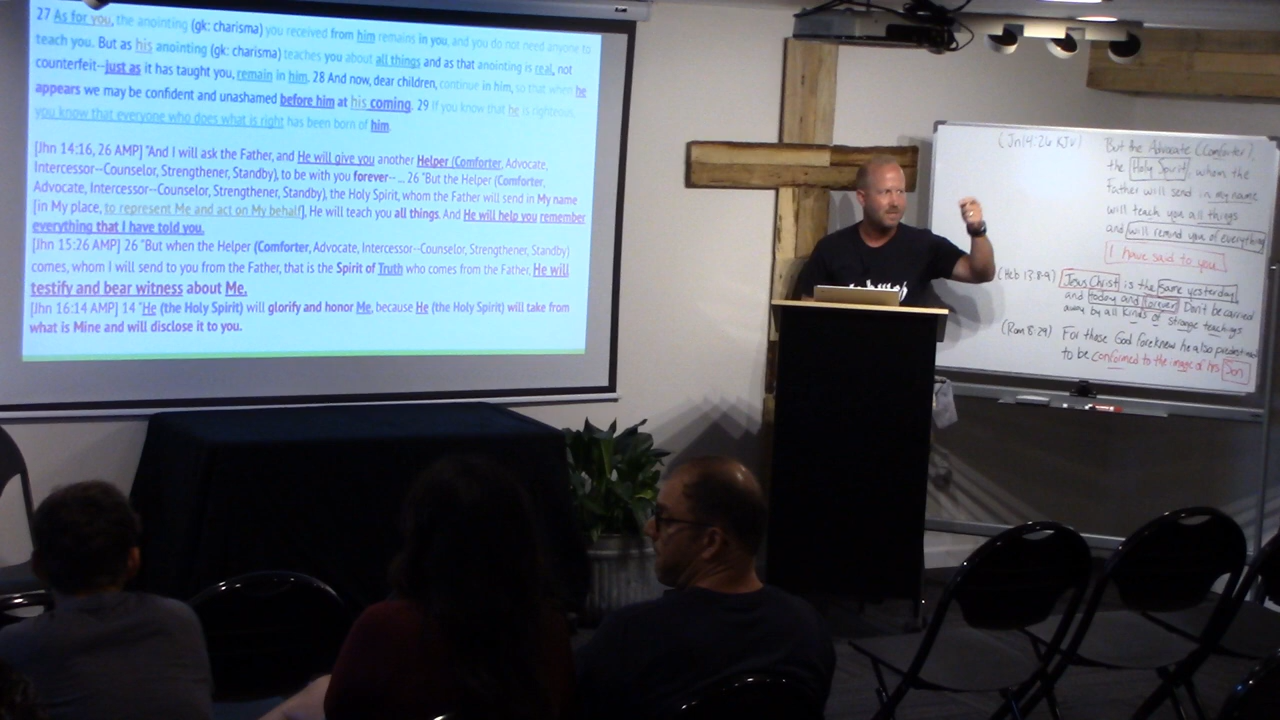 27 As for you, the anointing (gk: charisma) you received from him remains in you, and you do not need anyone to
teach you. But as his anointing (gk: charisma) teaches you about all things and as that anointing is real, not
counterfeit--just as it has taught you, remain in him. 28 And now, dear children, continue in him, so that when he
appears we may be confident and unashamed before him at his coming. 29 If you know that he is righteous,
you know that everyone who does what is right has been born of him.
[Jhn 14:16, 26 AMP] "And I will ask the Father, and He will give you another Helper (Comforter, Advocate,
Intercessor--Counselor, Strengthener, Standby), to be with you forever-- ... 26 "But the Helper (Comforter,
Advocate, Intercessor--Counselor, Strengthener, Standby), the Holy Spirit, whom the Father will send in My name
[in My place, to represent Me and act on My behalf], He will teach you all things. And He will help you remember
everything that I have told you.
[Jhn 15:26 AMP] 26 "But when the Helper (Comforter, Advocate, Intercessor--Counselor, Strengthener, Standby)
comes, whom I will send to you from the Father, that is the Spirit of Truth who comes from the Father, He will
testify and bear witness about Me.
[Jhn 16:14 AMP] 14 "He (the Holy Spirit) will glorify and honor Me, because He (the Holy Spirit) will take from
what is Mine and will disclose it to you.
(Jn 14:26 KJV) But the Advocate (Comforter),
the Holy Spirit, whom the
Father will send in my name
will teach you all things
and will remind you of everything
I have said to you
(Heb 13:8-9) Jesus Christ is the same yesterday,
and today and forever. Don't be carried
away by all kinds of strange teachings
(Rom 8:29) For those God foreknew he also
to be conformed to the image of his Son